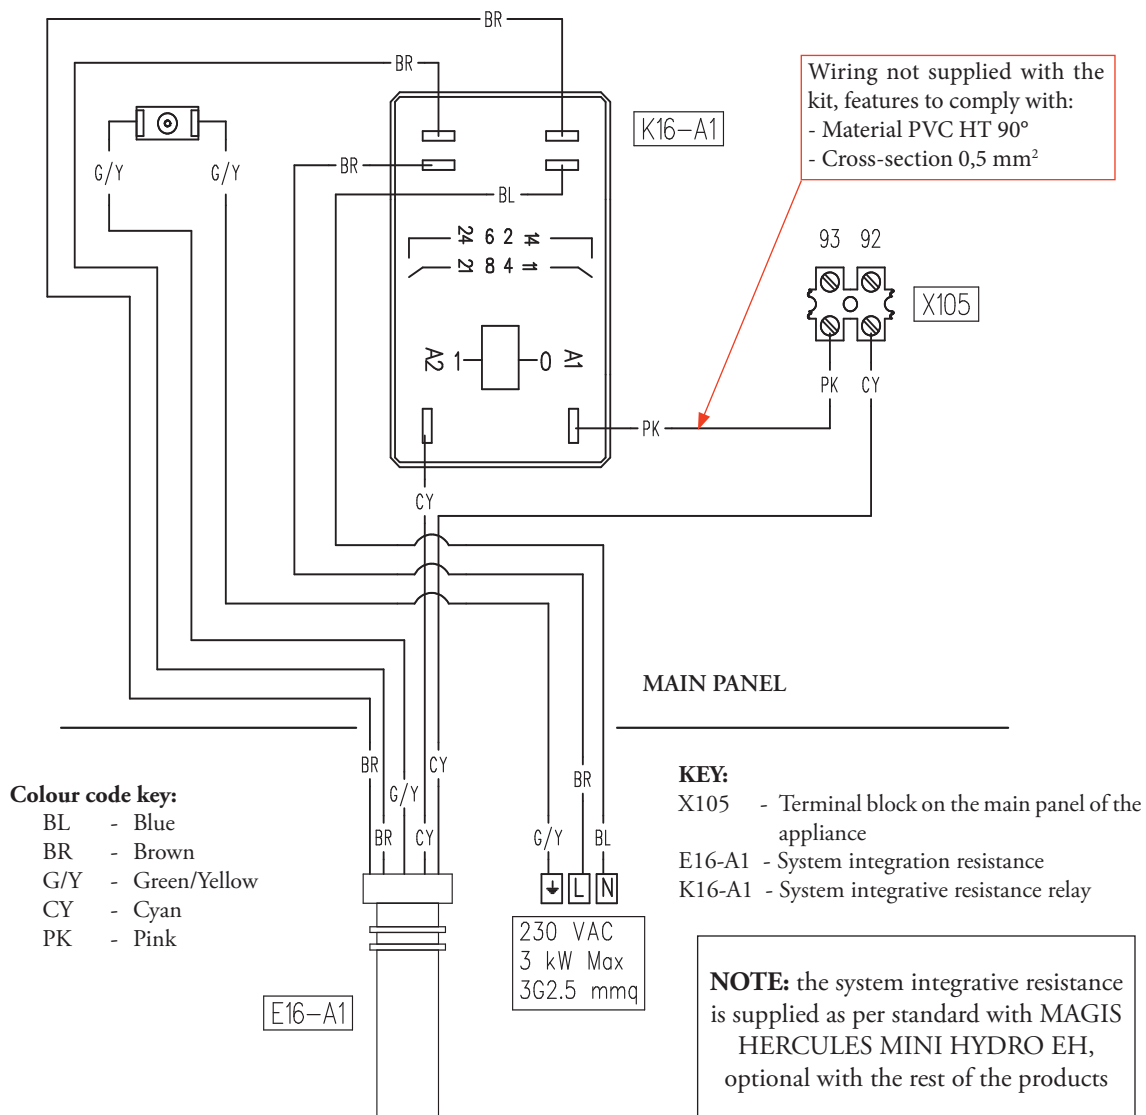 BR
BR
Wiring not supplied with the
kit, features to comply with:
- Material PVC HT 90°
- Cross-section 0,5 mm²
K16-A1
G/Y
G/Y
BR
BL
24 6 2 14
21 8 4 11
93 92
X105
A2 1 0 A1
PK
CY
PK
CY
MAIN PANEL
BR
CY
G/Y
BR
BR
CY
G/Y
BL
Colour code key:
BL - Blue
BR - Brown
G/Y - Green/Yellow
CY - Cyan
PK - Pink
KEY:
X105 - Terminal block on the main panel of the
appliance
E16-A1 - System integration resistance
K16-A1 - System integrative resistance relay
L N
230 VAC
3 kW Max
3G2.5 mmq
E16-A1
NOTE: the system integrative resistance
is supplied as per standard with MAGIS
HERCULES MINI HYDRO EH,
optional with the rest of the products